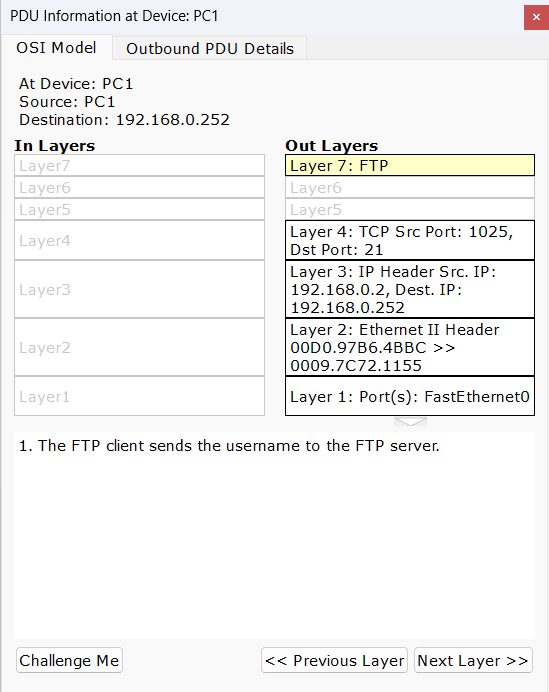 PDU Information at Device: PC1
×
OSI Model
Outbound PDU Details
At Device: PC1
Source: PC1
Destination: 192.168.0.252
In Layers
Layer7
Layer6
Layer5
Layer4
Layer3
Layer2
Layer1
Out Layers
Layer 7: FTP
Layer6
Layer5
Layer 4: TCP Src Port: 1025,
Dst Port: 21
Layer 3: IP Header Src. IP:
192.168.0.2, Dest. IP:
192.168.0.252
Layer 2: Ethernet II Header
00D0.97B6.4BBC >>
0009.7C72.1155
Layer 1: Port(s): FastEthernet0
1. The FTP client sends the username to the FTP server.
Challenge Me
<< Previous Layer
Next Layer >>